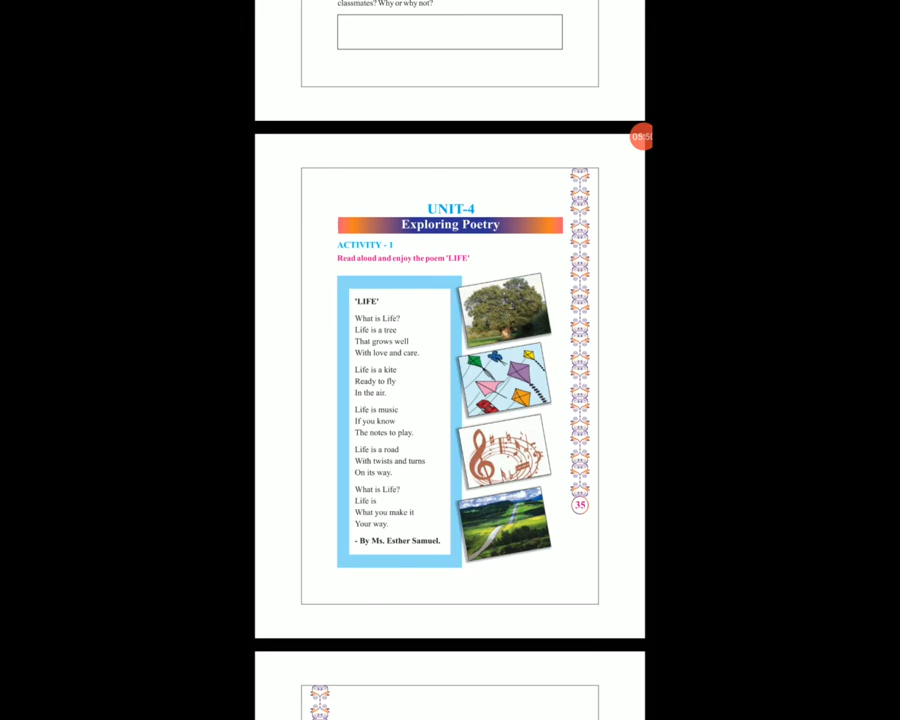 classmates? Why or why not?
05:50
UNIT-4
Exploring Poetry
ACTIVITY - 1
Read aloud and enjoy the poem 'LIFE'
'LIFE'
What is Life?
Life is a tree
That grows well
With love and care.
Life is a kite
Ready to fly
In the air.
Life is music
If you know
The notes to play.
Life is a road
With twists and turns
On its way.
What is Life?
Life is
What you make it
Your way.
- By Ms. Esther Samuel.
35